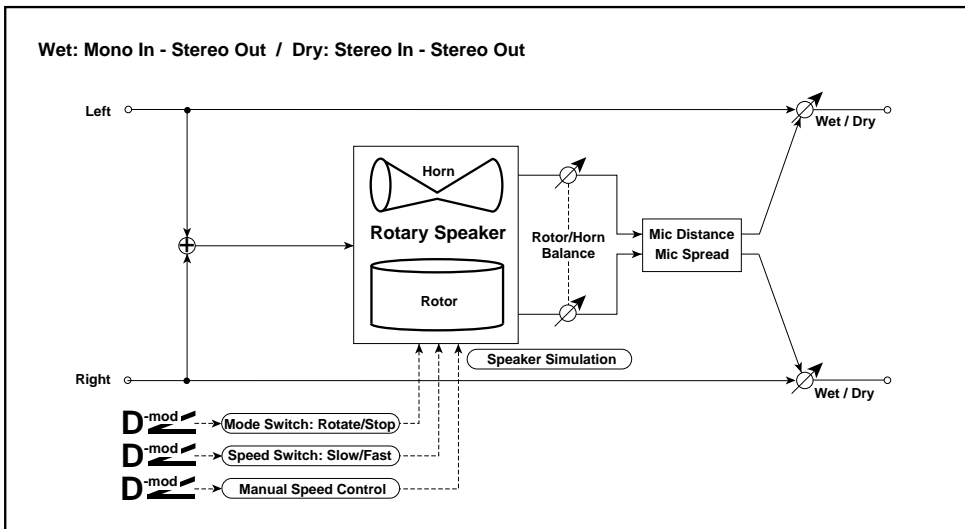 Wet: Mono In - Stereo Out / Dry: Stereo In - Stereo Out
Left
Wet / Dry
Horn
Rotary Speaker
Rotor
Rotor/Horn
Balance
Mic Distance
Mic Spread
Speaker Simulation
Right
Wet / Dry
D-mod
Mode Switch: Rotate/Stop
D-mod
Speed Switch: Slow/Fast
D-mod
Manual Speed Control